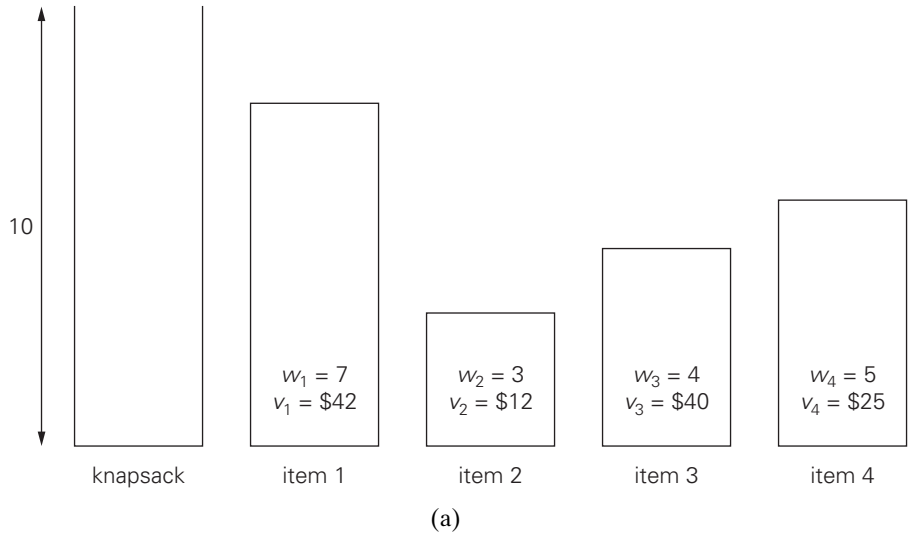 10
w₁ = 7
v₁ = $42
w₂ = 3
v₂ = $12
w₃ = 4
v₃ = $40
w₄ = 5
v₄ = $25
knapsack
item 1
item 2
item 3
item 4
(a)